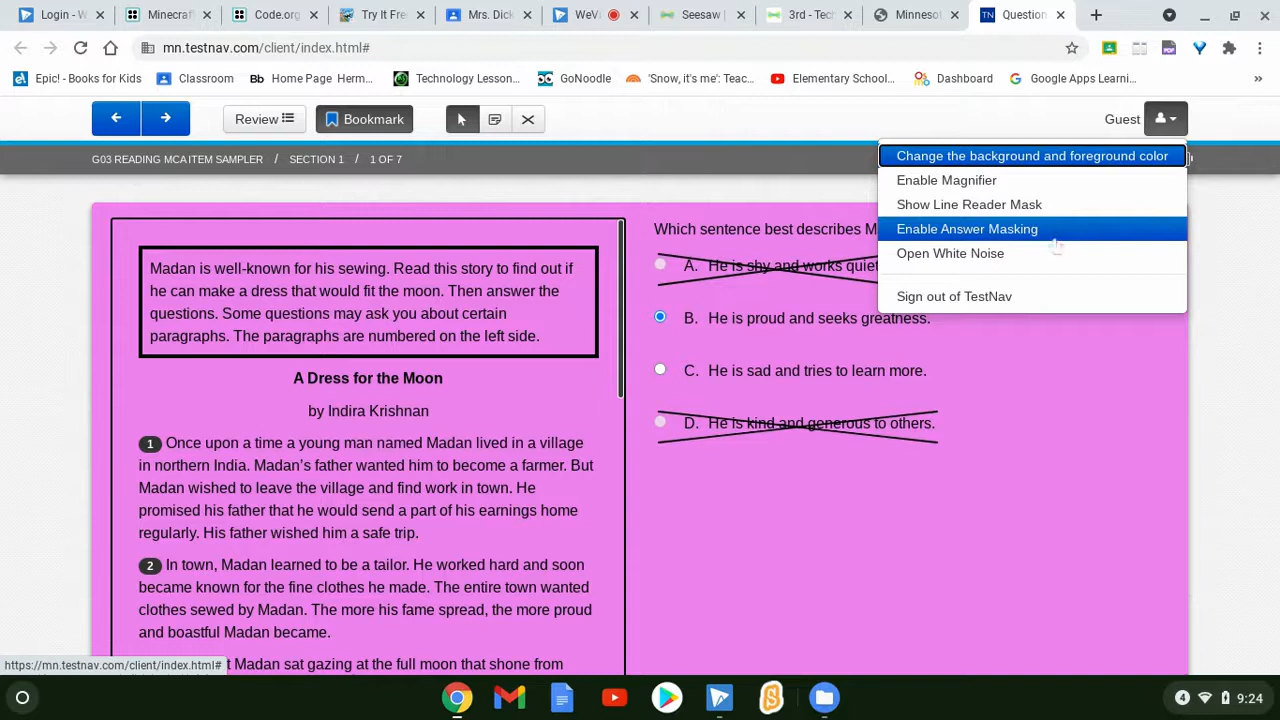 Login - W
Minecraf
Code.org
Try It Fre
Mrs. Dick
WeVi
Seesaw
3rd - Tec
Minnesot
Question
mn.testnav.com/client/index.html#
Epic! - Books for Kids
Classroom
Bb Home Page Herm...
Technology Lesson...
GoNoodle
'Snow, it's me': Teac...
Elementary School...
Dashboard
Google Apps Learni...
»
Review
Bookmark
Guest
G03 READING MCA ITEM SAMPLER / SECTION 1 / 1 OF 7
Change the background and foreground color
Enable Magnifier
Show Line Reader Mask
Enable Answer Masking
Open White Noise
Sign out of TestNav
Madan is well-known for his sewing. Read this story to find out if
he can make a dress that would fit the moon. Then answer the
questions. Some questions may ask you about certain
paragraphs. The paragraphs are numbered on the left side.
A Dress for the Moon
by Indira Krishnan
1 Once upon a time a young man named Madan lived in a village
in northern India. Madan's father wanted him to become a farmer. But
Madan wished to leave the village and find work in town. He
promised his father that he would send a part of his earnings home
regularly. His father wished him a safe trip.
2 In town, Madan learned to be a tailor. He worked hard and soon
became known for the fine clothes he made. The entire town wanted
clothes sewed by Madan. The more his fame spread, the more proud
and boastful Madan became.
t Madan sat gazing at the full moon that shone from
Which sentence best describes M
A. He is shy and works quiet
B. He is proud and seeks greatness.
C. He is sad and tries to learn more.
D. He is kind and generous to others.
https://mn.testnav.com/client/index.html#
4
9:24